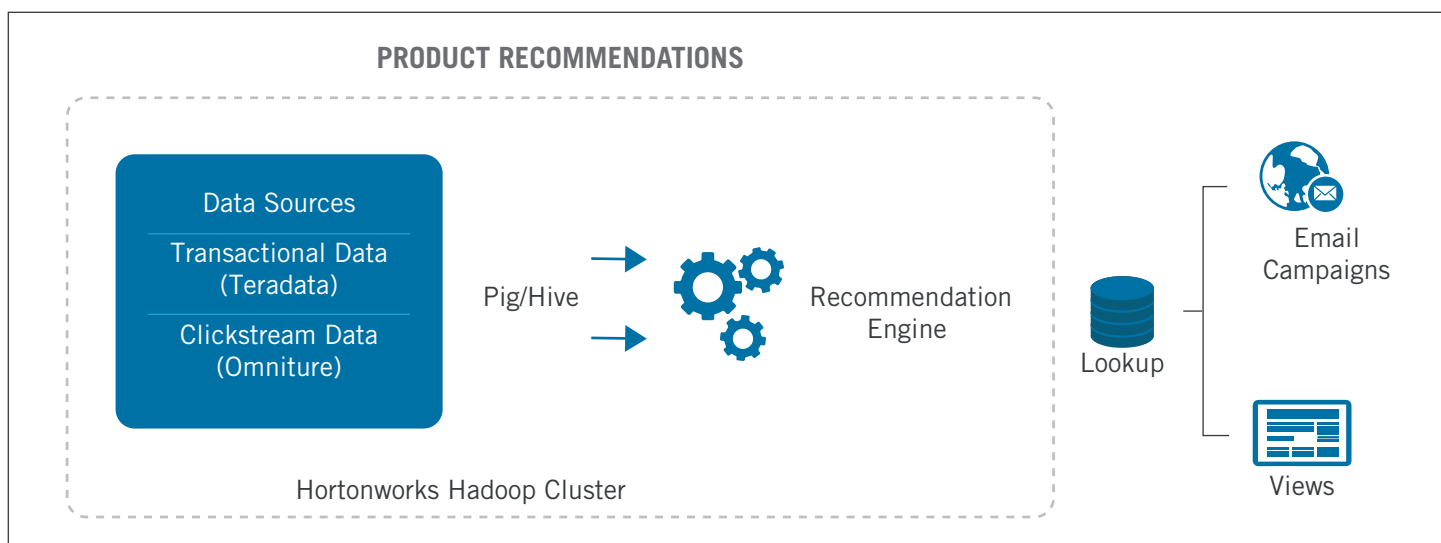 PRODUCT RECOMMENDATIONS
Data Sources
Transactional Data
(Teradata)
Clickstream Data
(Omniture)
Pig/Hive
Recommendation
Engine
Hortonworks Hadoop Cluster
Lookup
Email
Campaigns
Views